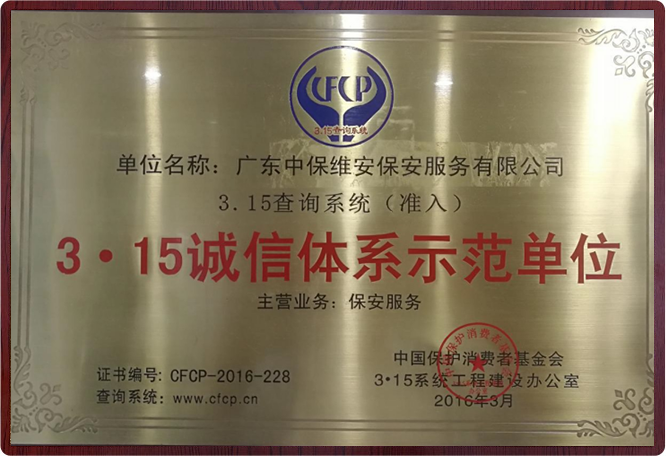 CFCP
3.15查询系统
单位名称：广东中保维安保安服务有限公司
3.15查询系统（准入）
3·15诚信体系示范单位
主营业务：保安服务
证书编号：CFCP-2016-228
查询系统：www.cfcp.cn
中国保护消费者基金会
3·15系统工程建设办公室
2016年3月